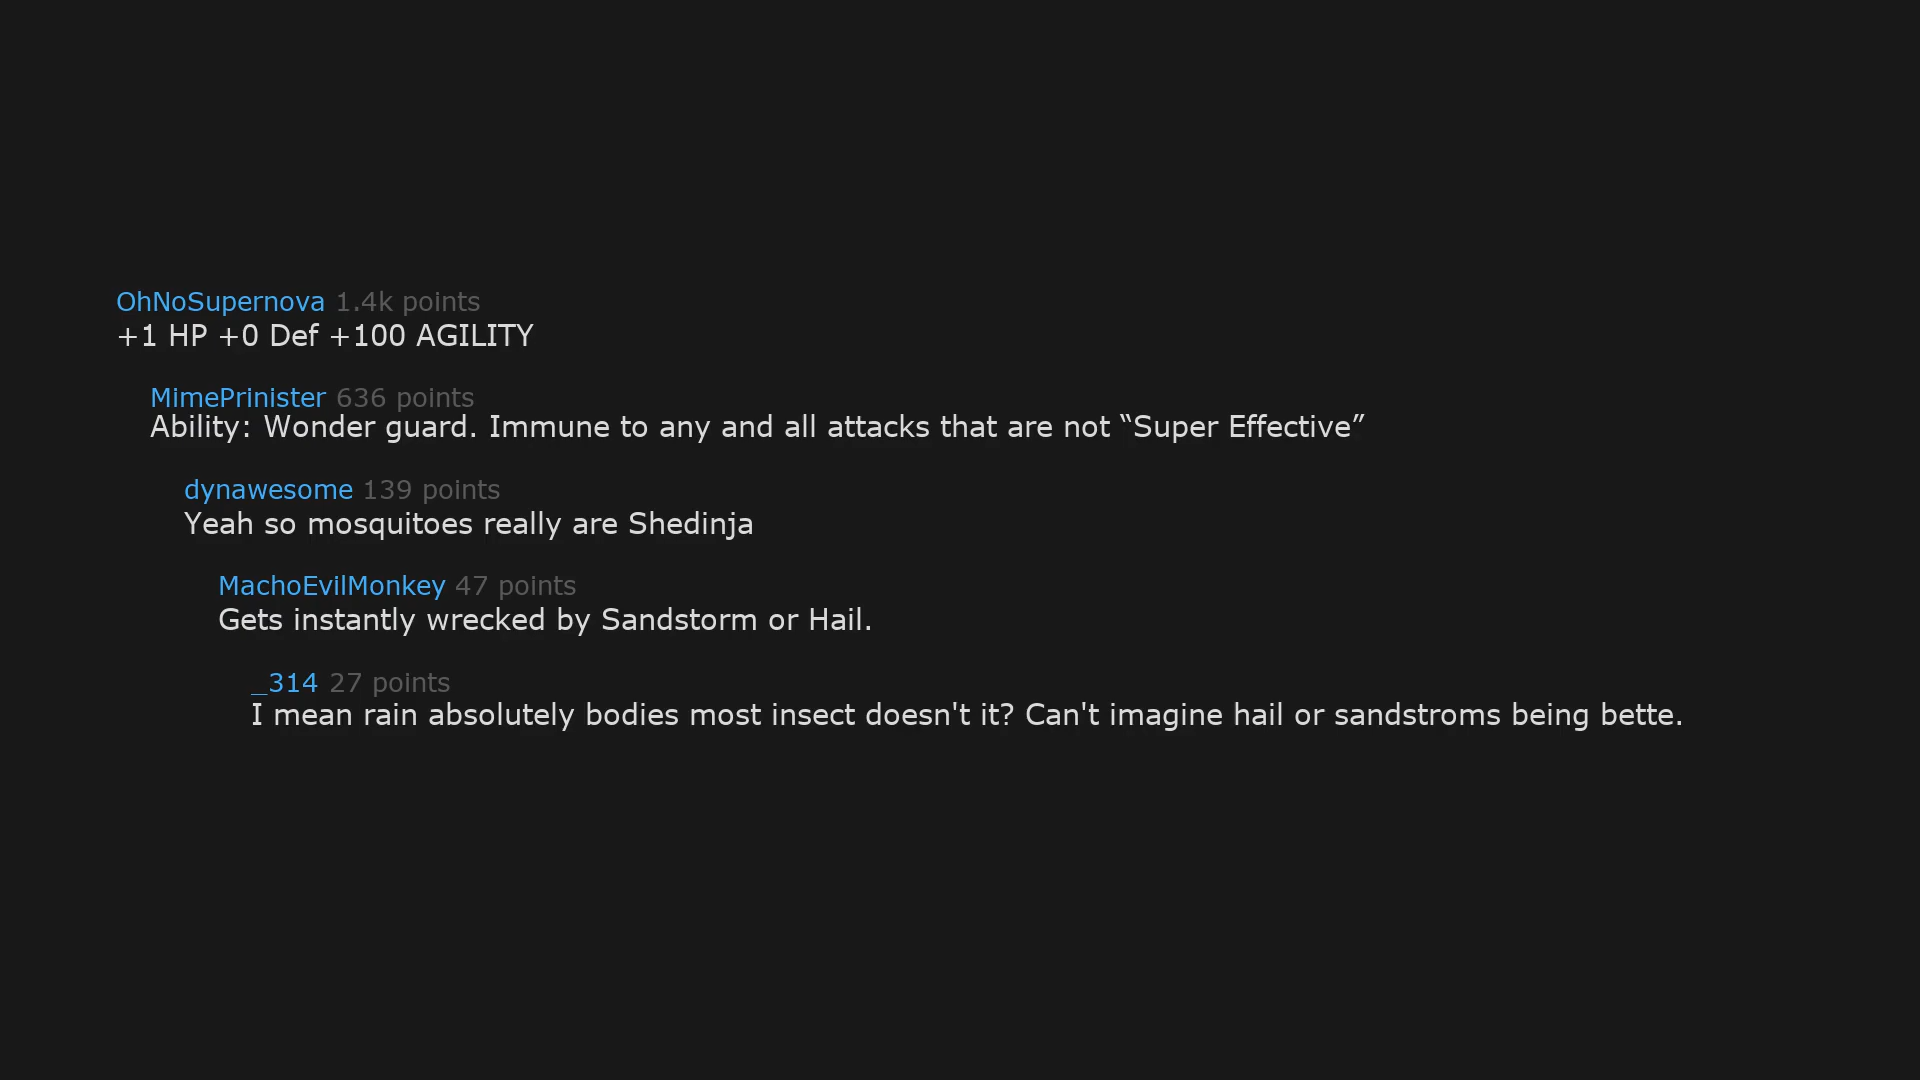 OhNoSupernova 1.4k points
+1 HP +0 Def +100 AGILITY
MimePrinister 636 points
Ability: Wonder guard. Immune to any and all attacks that are not “Super Effective”
dynawesome 139 points
Yeah so mosquitoes really are Shedinja
MachoEvilMonkey 47 points
Gets instantly wrecked by Sandstorm or Hail.
_314 27 points
I mean rain absolutely bodies most insect doesn't it? Can't imagine hail or sandstroms being bette.